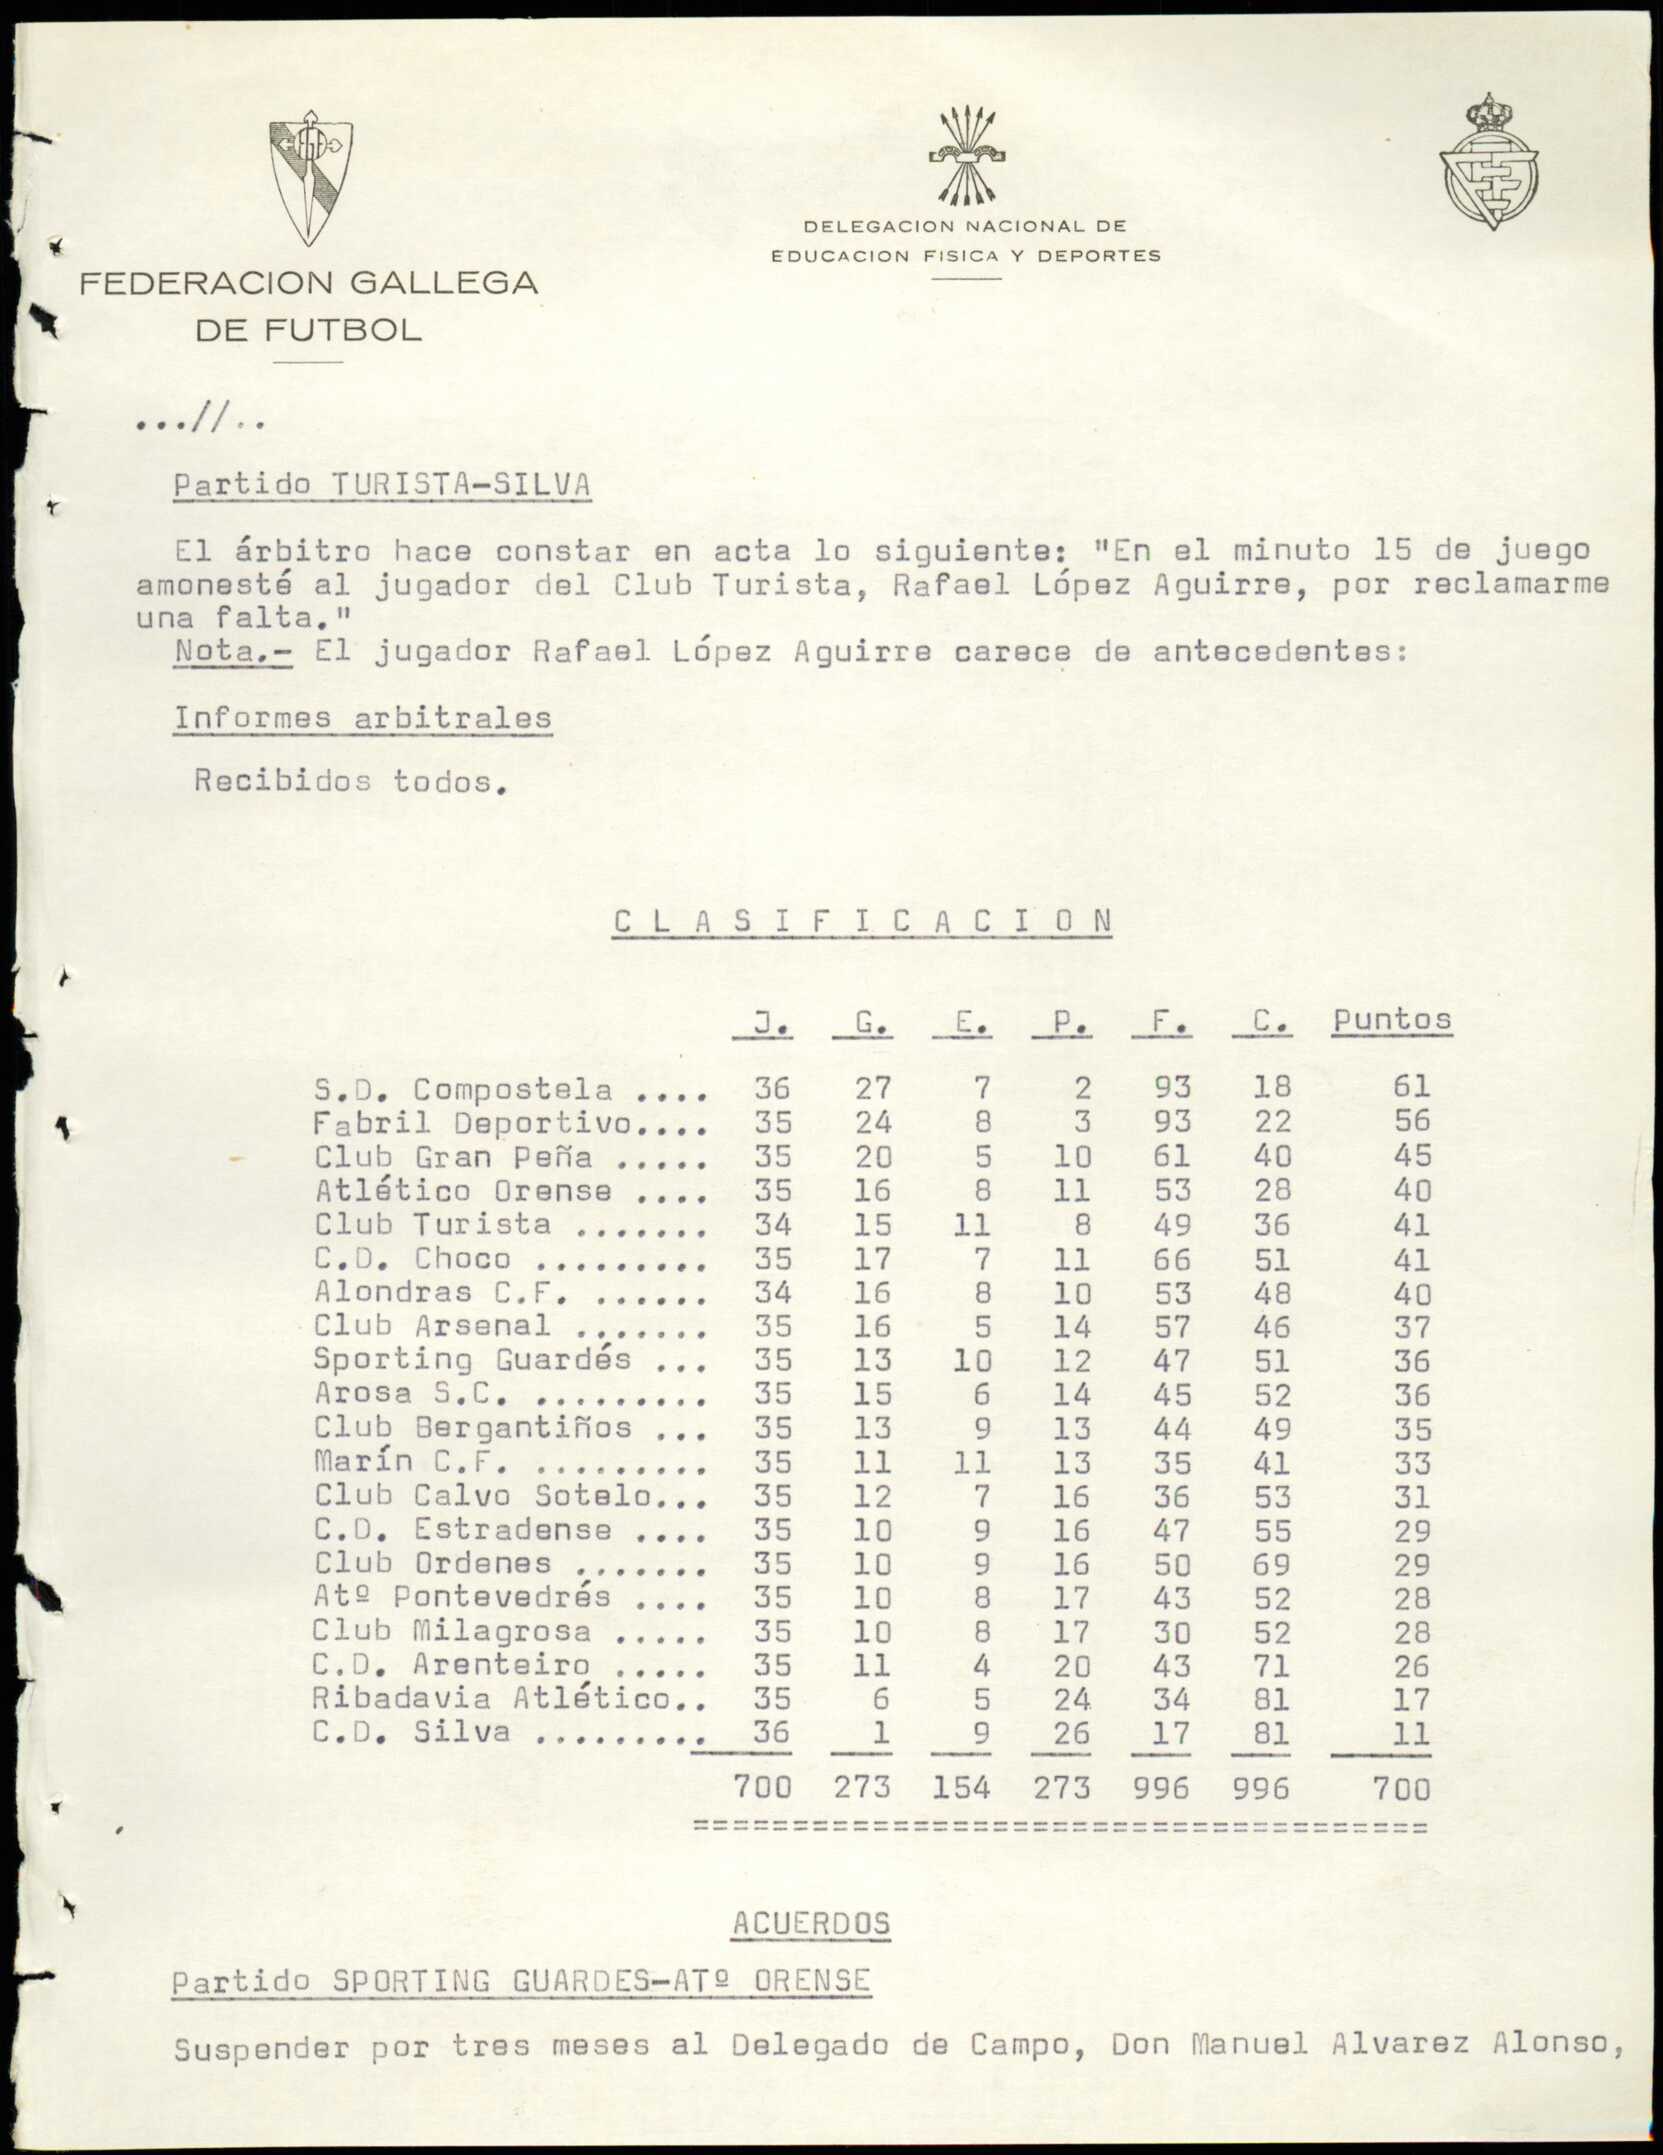 FEDERACION GALLEGA
DE FUTBOL
DELEGACION NACIONAL DE
EDUCACION FISICA Y DEPORTES
...//..
Partido TURISTA-SILVA
El árbitro hace constar en acta lo siguiente: "En el minuto 15 de juego
amonesté al jugador del Club Turista, Rafael López Aguirre, por reclamarme
una falta."
Nota.- El jugador Rafael López Aguirre carece de antecedentes:
Informes arbitrales
Recibidos todos.
C L A S I F I C A C I O N
J. G. E. P. F. C. Puntos
S.D. Compostela .... 36 27 7 2 93 18 61
Fabril Deportivo.... 35 24 8 3 93 22 56
Club Gran Peña ..... 35 20 5 10 61 40 45
Atlético Orense .... 35 16 8 11 53 28 40
Club Turista ....... 34 15 11 8 49 36 41
C.D. Choco ......... 35 17 7 11 66 51 41
Alondras C.F. ...... 34 16 8 10 53 48 40
Club Arsenal ....... 35 16 5 14 57 46 37
Sporting Guardés ... 35 13 10 12 47 51 36
Arosa S.C. ......... 35 15 6 14 45 52 36
Club Bergantiños ... 35 13 9 13 44 49 35
Marín C.F. ......... 35 11 11 13 35 41 33
Club Calvo Sotelo... 35 12 7 16 36 53 31
C.D. Estradense .... 35 10 9 16 47 55 29
Club Ordenes ....... 35 10 9 16 50 69 29
Atº Pontevedrés .... 35 10 8 17 43 52 28
Club Milagrosa ..... 35 10 8 17 30 52 28
C.D. Arenteiro ..... 35 11 4 20 43 71 26
Ribadavia Atlético.. 35 6 5 24 34 81 17
C.D. Silva ......... 36 1 9 26 17 81 11
700 273 154 273 996 996 700
=====================================
ACUERDOS
Partido SPORTING GUARDES-ATº ORENSE
Suspender por tres meses al Delegado de Campo, Don Manuel Alvarez Alonso,